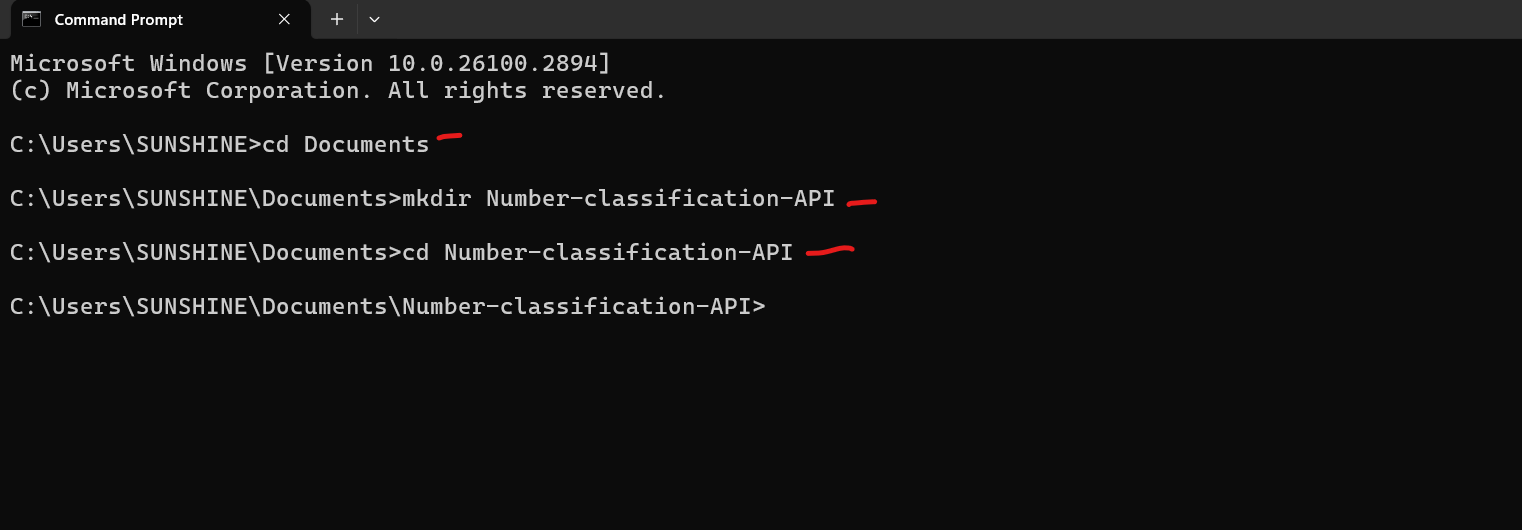 Command Prompt
Microsoft Windows [Version 10.0.26100.2894]
(c) Microsoft Corporation. All rights reserved.
C:\Users\SUNSHINE>cd Documents
C:\Users\SUNSHINE\Documents>mkdir Number-classification-API
C:\Users\SUNSHINE\Documents>cd Number-classification-API
C:\Users\SUNSHINE\Documents\Number-classification-API>